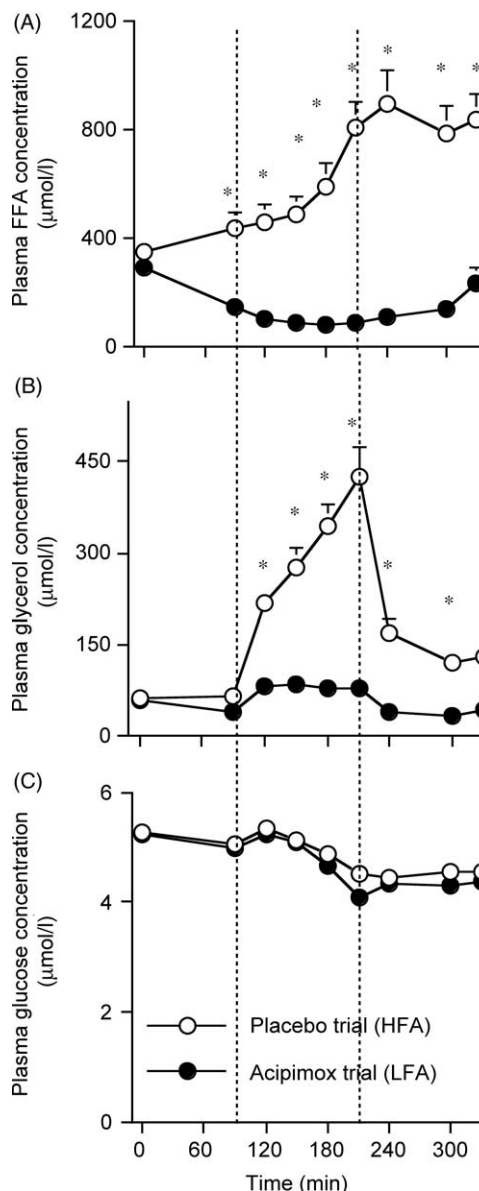 (A)
1200
800
400
0
Plasma FFA concentration
(μmol/l)
* * * * * * * *
(B)
450
300
150
0
Plasma glycerol concentration
(μmol/l)
* * * * * *
(C)
6
4
2
0
Plasma glucose concentration
(μmol/l)
Placebo trial (HFA)
Acipimox trial (LFA)
0 60 120 180 240 300
Time (min)